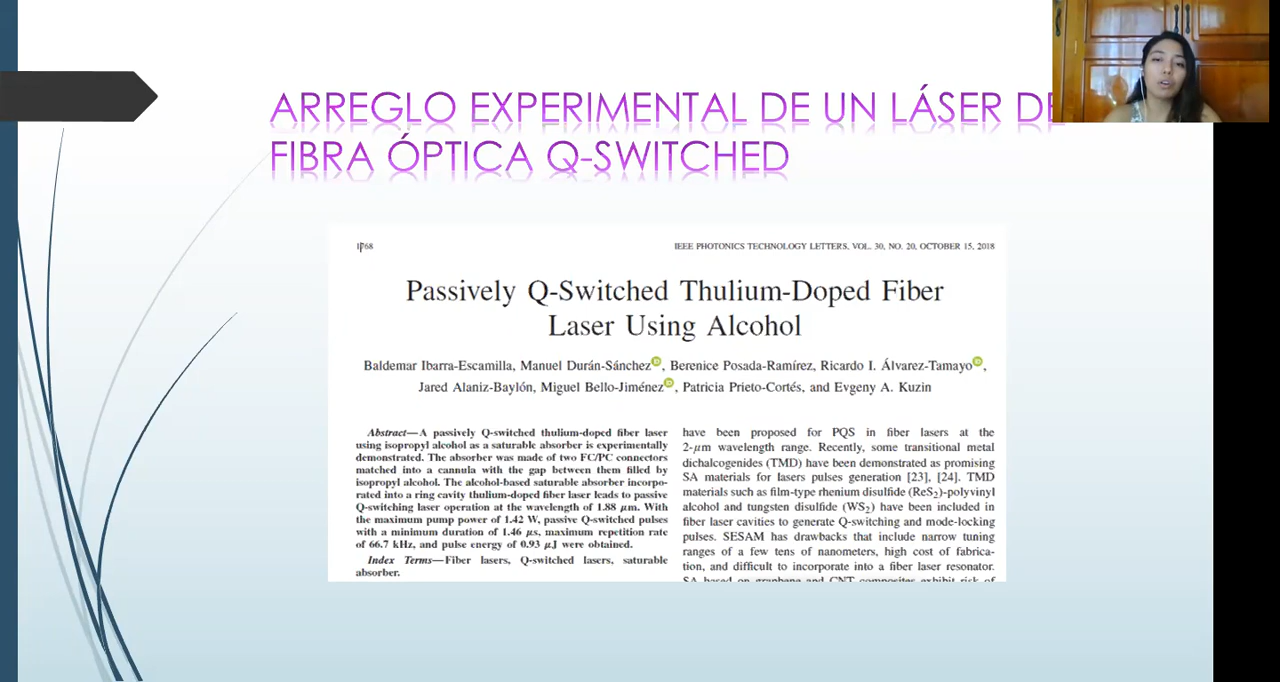 ARREGLO EXPERIMENTAL DE UN LÁSER DE
FIBRA ÓPTICA Q-SWITCHED
IEEE PHOTONICS TECHNOLOGY LETTERS, VOL. 30, NO. 20, OCTOBER 15, 2018
Passively Q-Switched Thulium-Doped Fiber
Laser Using Alcohol
Baldemar Ibarra-Escamilla, Manuel Durán-Sánchez, Berenice Posada-Ramírez, Ricardo I. Álvarez-Tamayo,
Jared Alaniz-Baylón, Miguel Bello-Jiménez, Patricia Prieto-Cortés, and Evgeny A. Kuzin
Abstract—A passively Q-switched thulium-doped fiber laser
using isopropyl alcohol as a saturable absorber is experimentally
demonstrated. The absorber was made of two FC/PC connectors
matched into a cannula with the gap between them filled by
isopropyl alcohol. The alcohol-based saturable absorber incorpo-
rated into a ring cavity thulium-doped fiber laser leads to passive
Q-switching laser operation at the wavelength of 1.88 μm. With
the maximum pump power of 1.42 W, passive Q-switched pulses
with a minimum duration of 1.46 μs, maximum repetition rate
of 66.7 kHz, and pulse energy of 0.93 μJ were obtained.
Index Terms—Fiber lasers, Q-switched lasers, saturable
absorber.
have been proposed for PQS in fiber lasers at the
2-μm wavelength range. Recently, some transitional metal
dichalcogenides (TMD) have been demonstrated as promising
SA materials for lasers pulses generation [23], [24]. TMD
materials such as film-type rhenium disulfide (ReS2)-polyvinyl
alcohol and tungsten disulfide (WS2) have been included in
fiber laser cavities to generate Q-switching and mode-locking
pulses. SESAM has drawbacks that include narrow tuning
ranges of a few tens of nanometers, high cost of fabrica-
tion, and difficult to incorporate into a fiber laser resonator.
SA based on graphene and CNT composites exhibit risk of